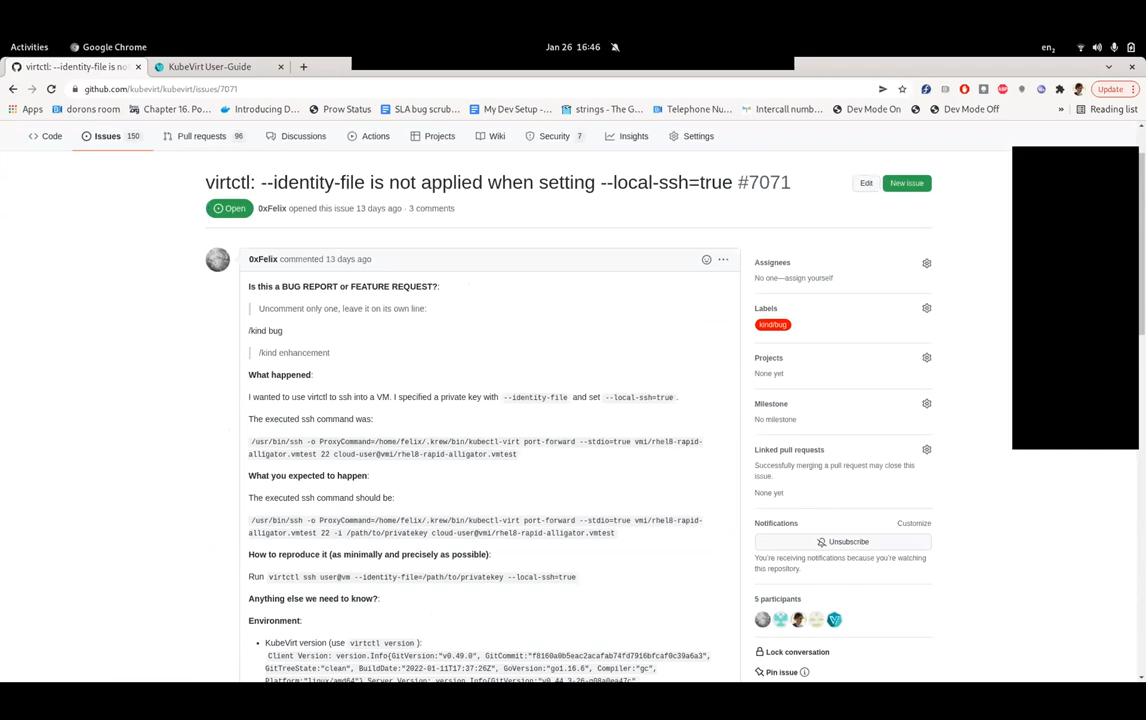 Activities
Google Chrome
Jan 26 16:46
en2
virtctl: --identity-file is no
KubeVirt User-Guide
github.com/kubevirt/kubevirt/issues/7071
Update
Apps
dorons room
Chapter 16. Po...
Introducing D...
Prow Status
SLA bug scrub...
My Dev Setup -...
strings - The G...
Telephone Nu...
Intercall numb...
Dev Mode On
Dev Mode Off
»
Reading list
Code
Issues 150
Pull requests 96
Discussions
Actions
Projects
Wiki
Security 7
Insights
Settings
virtctl: --identity-file is not applied when setting --local-ssh=true #7071
Edit
New issue
Open
0xFelix opened this issue 13 days ago · 3 comments
0xFelix commented 13 days ago
Is this a BUG REPORT or FEATURE REQUEST?:
Uncomment only one, leave it on its own line:
/kind bug
/kind enhancement
What happened:
I wanted to use virtctl to ssh into a VM. I specified a private key with --identity-file and set --local-ssh=true.
The executed ssh command was:
/usr/bin/ssh -o ProxyCommand=/home/felix/.krew/bin/kubectl-virt port-forward --stdio=true vmi/rhel8-rapid-
alligator.vmtest 22 cloud-user@vmi/rhel8-rapid-alligator.vmtest
What you expected to happen:
The executed ssh command should be:
/usr/bin/ssh -o ProxyCommand=/home/felix/.krew/bin/kubectl-virt port-forward --stdio=true vmi/rhel8-rapid-
alligator.vmtest 22 -i /path/to/privatekey cloud-user@vmi/rhel8-rapid-alligator.vmtest
How to reproduce it (as minimally and precisely as possible):
Run virtctl ssh user@vm --identity-file=/path/to/privatekey --local-ssh=true
Anything else we need to know?:
Environment:
• KubeVirt version (use virtctl version):
Client Version: version.Info{GitVersion:"v0.49.0", GitCommit:"f8160a0b5eac2acafab74fd7916bfcaf0c39a6a3",
GitTreeState:"clean", BuildDate:"2022-01-11T17:37:26Z", GoVersion:"go1.16.6", Compiler:"gc",
Platform:"linux/amd64"} Server Version: version.Info{GitVersion:"v0.44.3-26-g08a0ea47c",
Assignees
No one—assign yourself
Labels
kind/bug
Projects
None yet
Milestone
No milestone
Linked pull requests
Successfully merging a pull request may close this
issue.
None yet
Notifications
Customize
Unsubscribe
You're receiving notifications because you're watching
this repository.
5 participants
Lock conversation
Pin issue